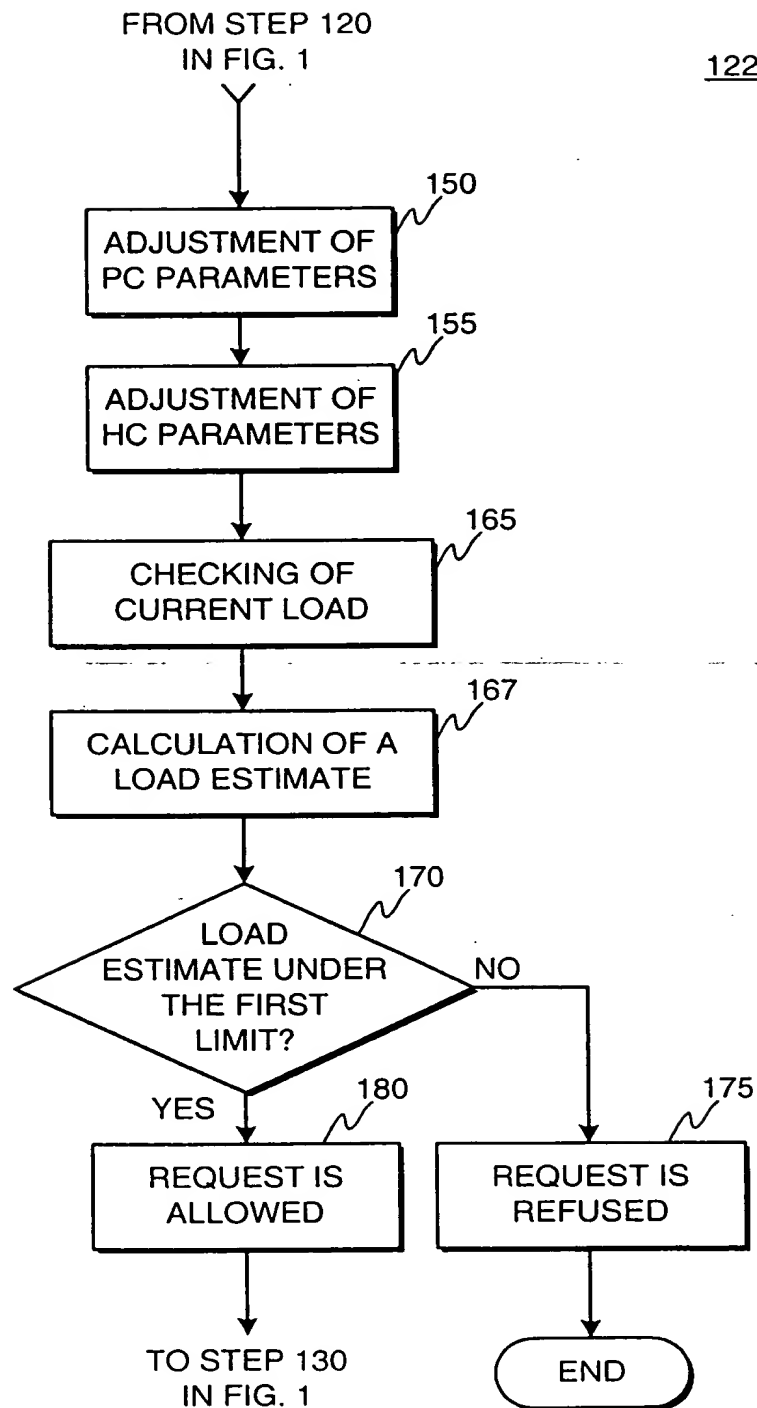 FROM STEP 120
IN FIG. 1
122
150
ADJUSTMENT OF
PC PARAMETERS
155
ADJUSTMENT OF
HC PARAMETERS
165
CHECKING OF
CURRENT LOAD
167
CALCULATION OF A
LOAD ESTIMATE
170
LOAD
ESTIMATE UNDER
THE FIRST
LIMIT?
NO
YES
180
175
REQUEST IS
ALLOWED
REQUEST IS
REFUSED
TO STEP 130
IN FIG. 1
END